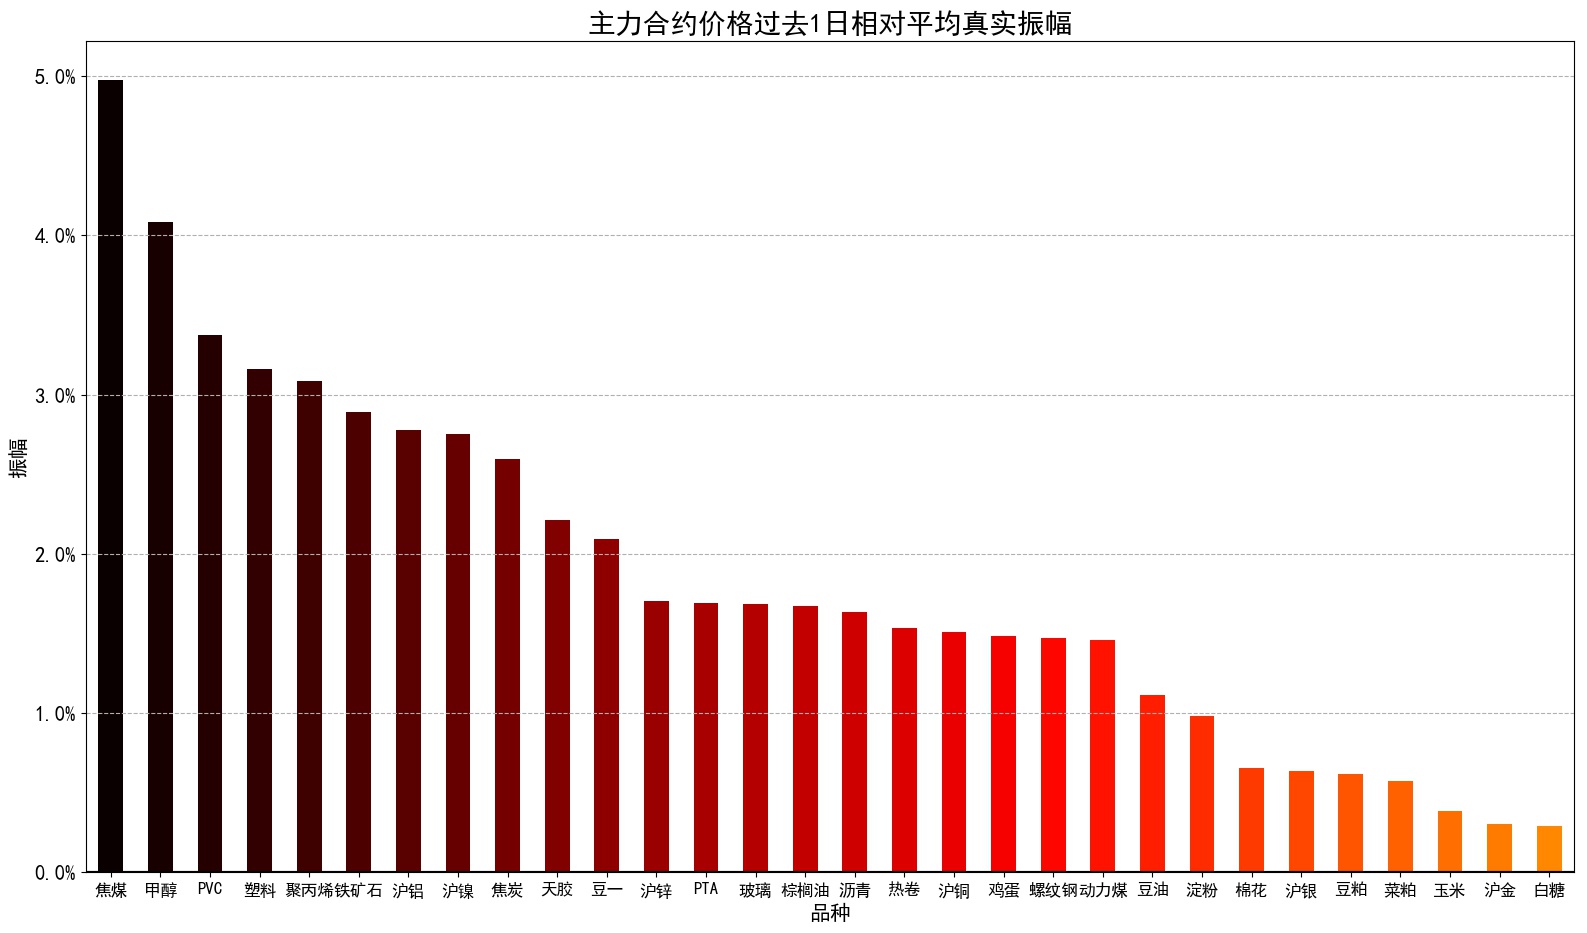 主力合约价格过去1日相对平均真实振幅
振幅
5.0%
4.0%
3.0%
2.0%
1.0%
0.0%
焦煤 甲醇 PVC 塑料 聚丙烯 铁矿石 沪铝 沪镍 焦炭 天胶 豆一 沪锌 PTA 玻璃 棕榈油 沥青 热卷 沪铜 鸡蛋 螺纹钢 动力煤 豆油 淀粉 棉花 沪银 豆粕 菜粕 玉米 沪金 白糖
品种